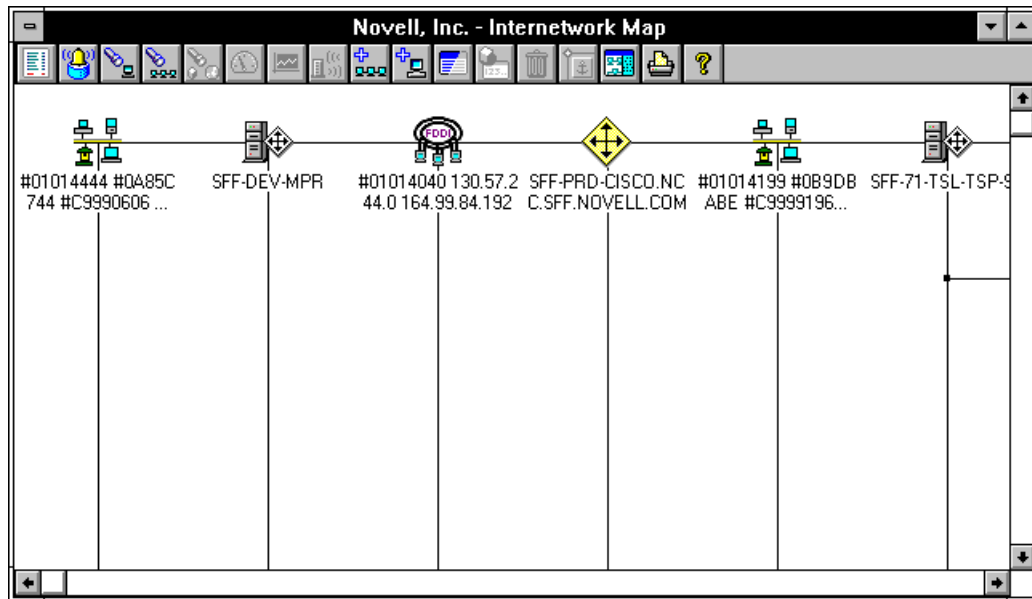 Novell, Inc. - Internetwork Map
123..
FDDI
#01014444 #0A85C
744 #C9990606 ...
SFF-DEV-MPR
#01014040 130.57.2
44.0 164.99.84.192
SFF-PRD-CISCO.NC
C.SFF.NOVELL.COM
#01014199 #0B9DB
ABE #C9999196...
SFF-71-TSL-TSP-S